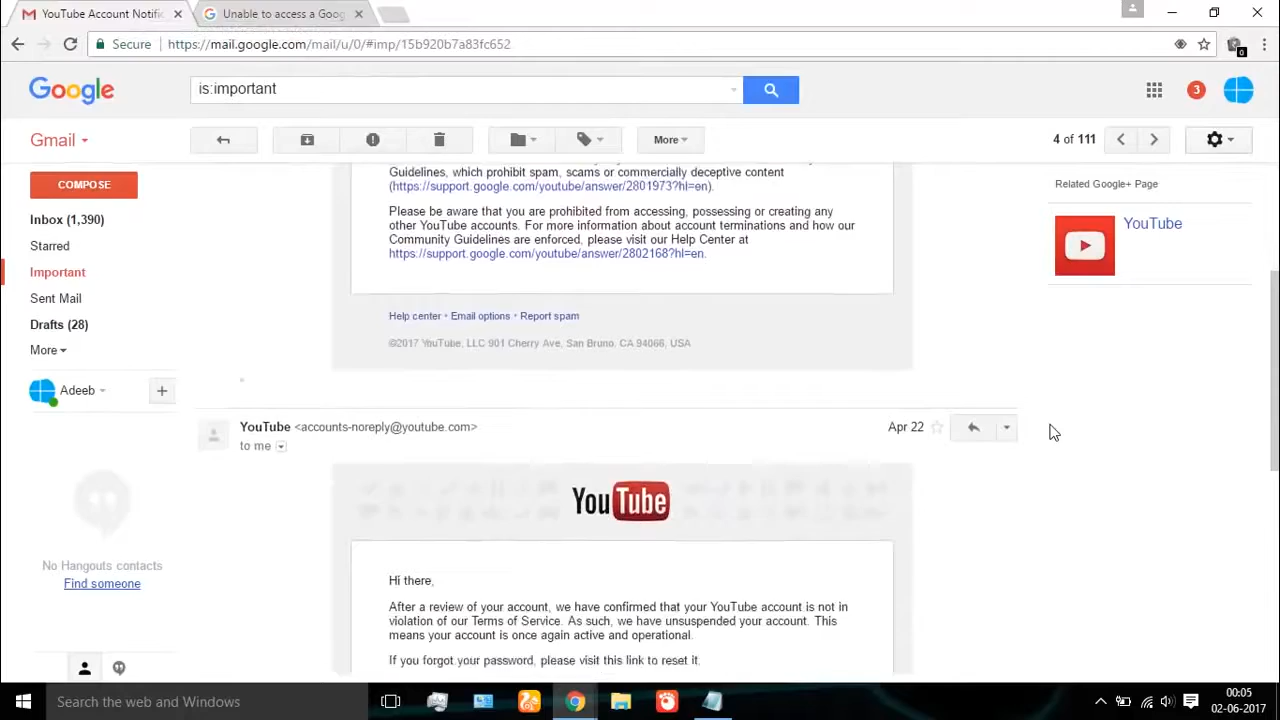 YouTube Account Notific
Unable to access a Goog
Secure
https://mail.google.com/mail/u/0/#imp/15b920b7a83fc652
0
Google
is:important
3
Gmail
More
4 of 111
COMPOSE
Inbox (1,390)
Starred
Important
Sent Mail
Drafts (28)
More
Adeeb
No Hangouts contacts
Find someone
Guidelines, which prohibit spam, scams or commercially deceptive content
(https://support.google.com/youtube/answer/2801973?hl=en).
Please be aware that you are prohibited from accessing, possessing or creating any
other YouTube accounts. For more information about account terminations and how our
Community Guidelines are enforced, please visit our Help Center at
https://support.google.com/youtube/answer/2802168?hl=en.
Help center • Email options • Report spam
©2017 YouTube, LLC 901 Cherry Ave, San Bruno, CA 94066, USA
Related Google+ Page
YouTube
YouTube <accounts-noreply@youtube.com>
Apr 22
to me
YouTube
Hi there,
After a review of your account, we have confirmed that your YouTube account is not in
violation of our Terms of Service. As such, we have unsuspended your account. This
means your account is once again active and operational.
If you forgot your password, please visit this link to reset it.
Search the web and Windows
00:05
02-06-2017